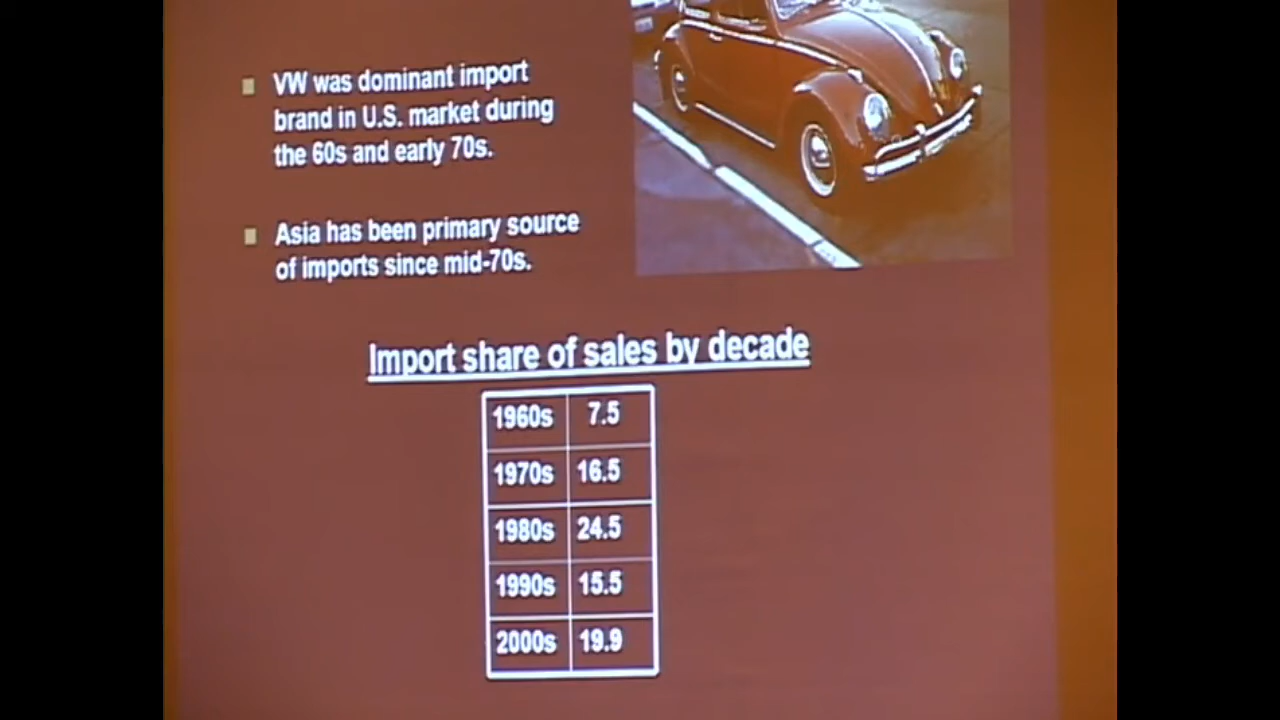 VW was dominant import
brand in U.S. market during
the 60s and early 70s.
Asia has been primary source
of imports since mid-70s.
Import share of sales by decade
1960s 7.5
1970s 16.5
1980s 24.5
1990s 15.5
2000s 19.9